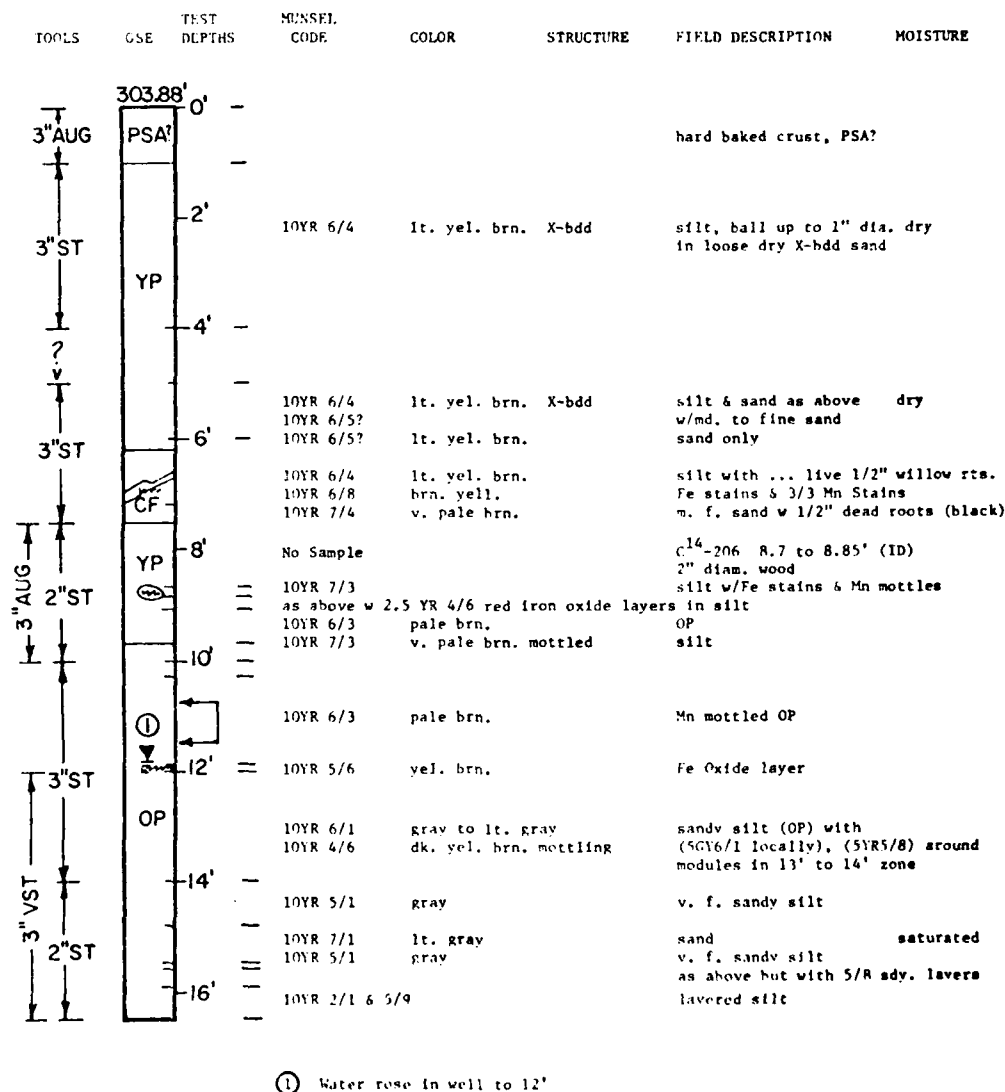 TOOLS GSE TEST DEPTHS MUNSEL CODE COLOR STRUCTURE FIELD DESCRIPTION MOISTURE
303.88' 0'
3"AUG PSA? hard baked crust, PSA?
2' 10YR 6/4 lt. yel. brn. X-bdd silt, ball up to 1" dia. dry
3"ST in loose dry X-bdd sand
YP
4'
?
10YR 6/4 lt. yel. brn. X-bdd silt & sand as above dry
10YR 6/5? w/md. to fine sand
6' 10YR 6/5? lt. yel. brn. sand only
3"ST
10YR 6/4 lt. yel. brn. silt with ... live 1/2" willow rts.
CF 10YR 6/8 brn. yell. Fe stains & 3/3 Mn Stains
10YR 7/4 v. pale brn. m. f. sand w 1/2" dead roots (black)
8' YP No Sample C14-206 8.7 to 8.85' (ID)
2" diam. wood
3"AUG 2"ST 10YR 7/3 silt w/Fe stains & Mn mottles
as above w 2.5 YR 4/6 red iron oxide layers in silt
10YR 6/3 pale brn. OP
10YR 7/3 v. pale brn. mottled silt
10'
1 10YR 6/3 pale brn. Mn mottled OP
3"ST 12' 10YR 5/6 yel. brn. Fe Oxide layer
OP
10YR 6/1 gray to lt. gray sandy silt (OP) with
10YR 4/6 dk. yel. brn. mottling (5GY6/1 locally), (5YR5/8) around
modules in 13' to 14' zone
14'
10YR 5/1 gray v. f. sandy silt
3"VST 2"ST 10YR 7/1 lt. gray sand saturated
10YR 5/1 gray v. f. sandy silt
as above but with 5/8 sdy. layers
16' 10YR 2/1 & 5/9 layered silt
1 Water rose in well to 12'